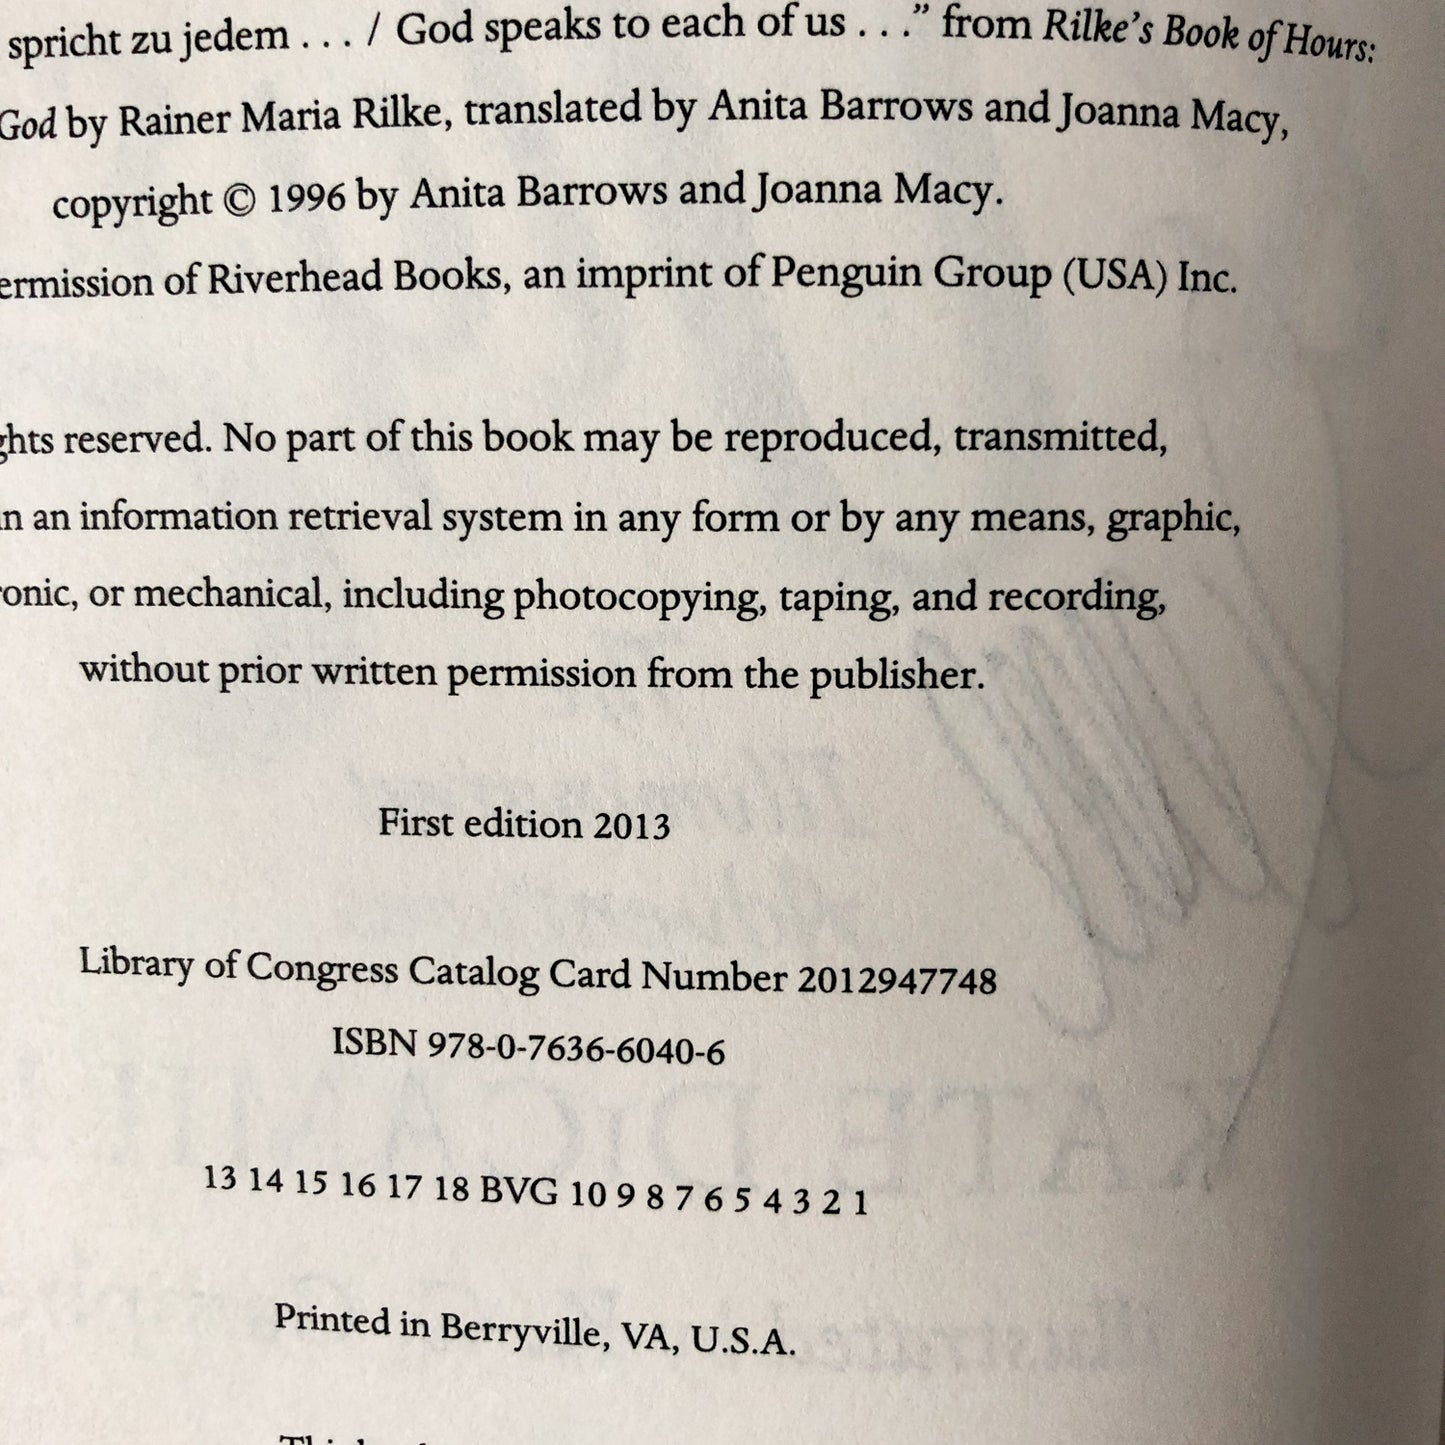 spricht zu jedem . . . / God speaks to each of us . . .” from Rilke’s Book of Hours:
God by Rainer Maria Rilke, translated by Anita Barrows and Joanna Macy,
copyright © 1996 by Anita Barrows and Joanna Macy.
ermission of Riverhead Books, an imprint of Penguin Group (USA) Inc.
ghts reserved. No part of this book may be reproduced, transmitted,
in an information retrieval system in any form or by any means, graphic,
ronic, or mechanical, including photocopying, taping, and recording,
without prior written permission from the publisher.
First edition 2013
Library of Congress Catalog Card Number 2012947748
ISBN 978-0-7636-6040-6
13 14 15 16 17 18 BVG 10 9 8 7 6 5 4 3 2 1
Printed in Berryville, VA, U.S.A.